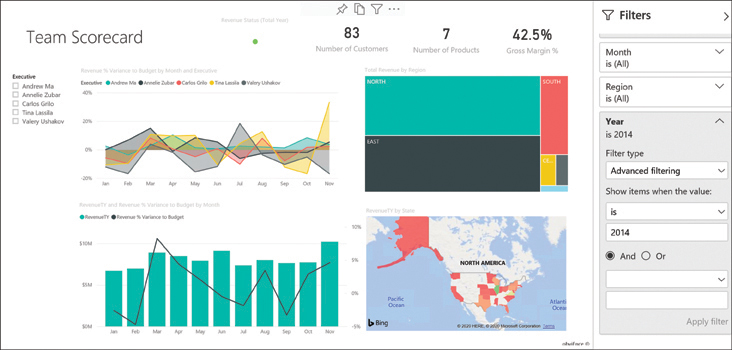 Revenue Status (Total Year)
Team Scorecard
83
Number of Customers
7
Number of Products
42.5%
Gross Margin %
Executive
Andrew Ma
Annelie Zubar
Carlos Grilo
Tina Lassila
Valery Ushakov
Revenue % Variance to Budget by Month and Executive
Executive Andrew Ma Annelie Zubar Carlos Grilo Tina Lassila Valery Ushakov
40%
20%
0%
-20%
Jan Feb Mar Apr May Jun Jul Aug Sep Oct Nov
Total Revenue by Region
NORTH
SOUTH
EAST
CE...
RevenueTY and Revenue % Variance to Budget by Month
RevenueTY Revenue % Variance to Budget
$10M
$5M
$0M
10%
5%
0%
-5%
Jan Feb Mar Apr May Jun Jul Aug Sep Oct Nov
RevenueTY by State
NORTH AMERICA
Pacific
Ocean
Atlantic
Ocean
Bing
© 2020 HERE, © 2020 Microsoft Corporation Terms
obvience ©
Filters
Month
is (All)
Region
is (All)
Year
is 2014
Filter type
Advanced filtering
Show items when the value:
is
2014
And Or
Apply filter